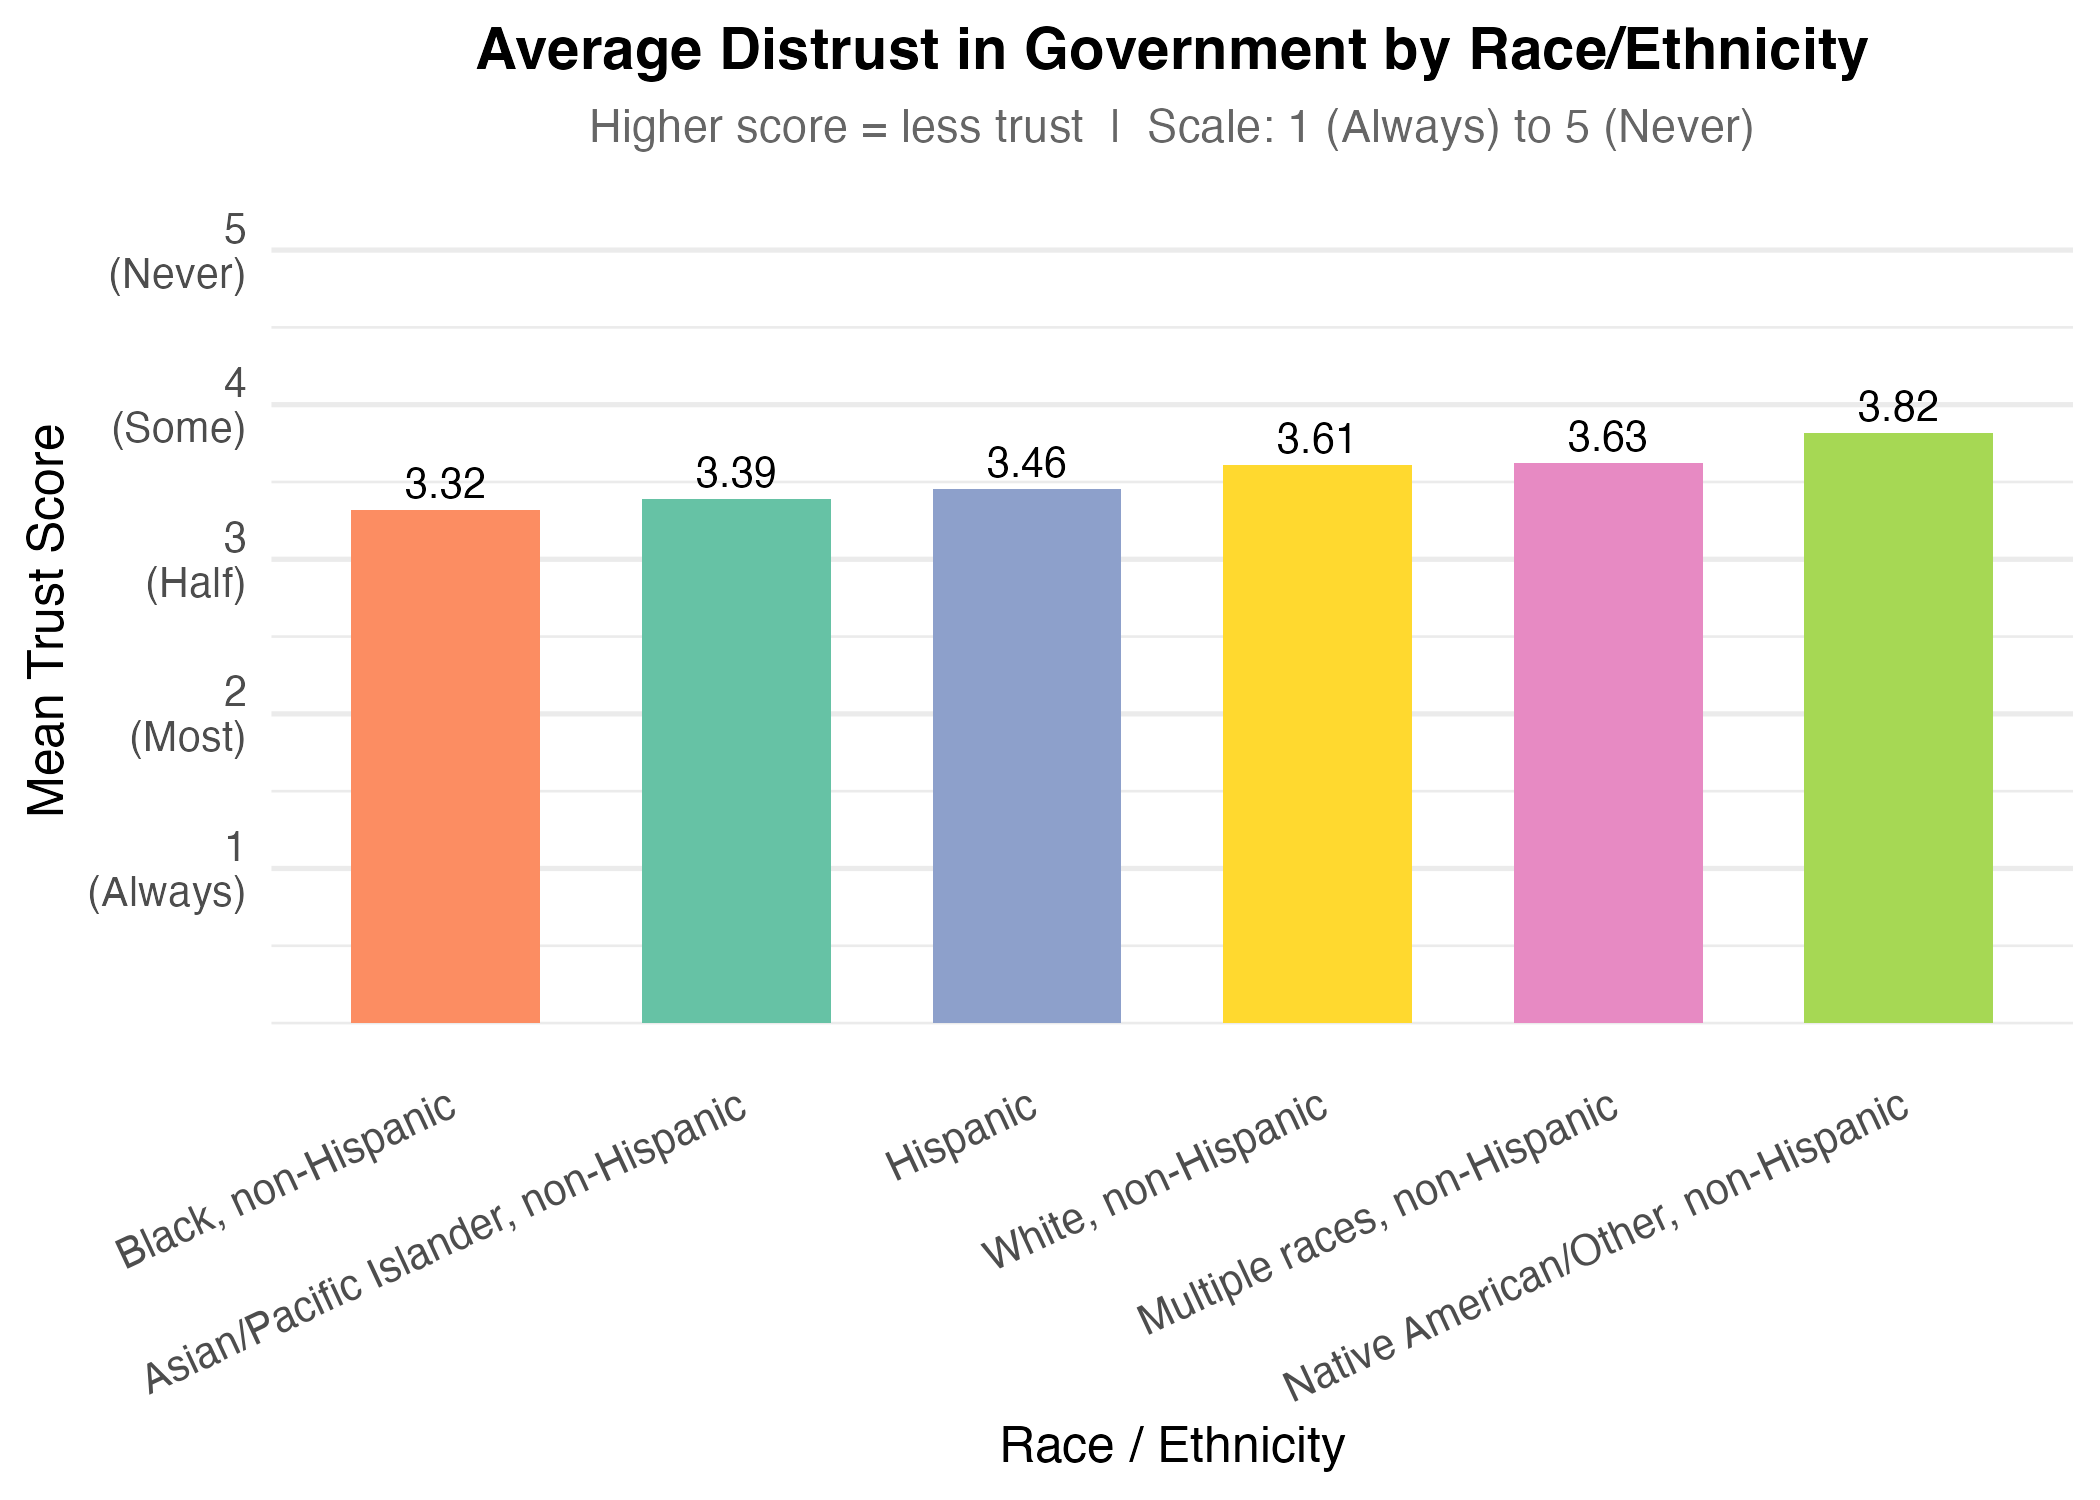 Average Distrust in Government by Race/Ethnicity
Higher score = less trust | Scale: 1 (Always) to 5 (Never)
Mean Trust Score
5
(Never)
4
(Some)
3
(Half)
2
(Most)
1
(Always)
3.32
3.39
3.46
3.61
3.63
3.82
Black, non-Hispanic
Asian/Pacific Islander, non-Hispanic
Hispanic
White, non-Hispanic
Multiple races, non-Hispanic
Native American/Other, non-Hispanic
Race / Ethnicity